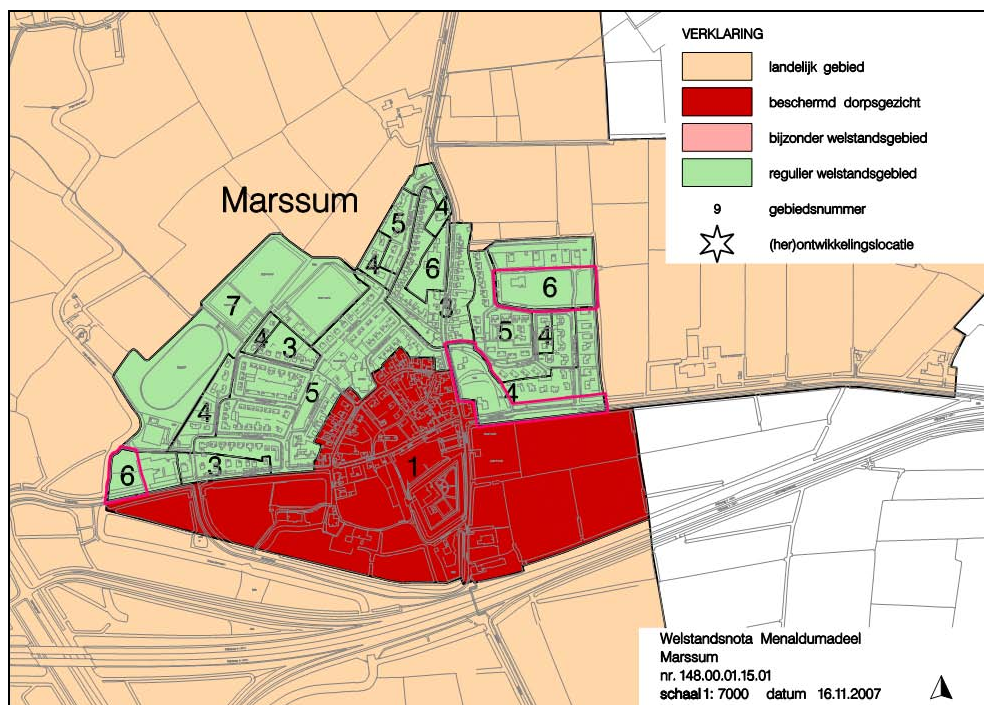 VERKLARING
landelijk gebied
beschermd dorpsgezicht
bijzonder welstandsgebied
regulier welstandsgebied
9 gebiedsnummer
(her)ontwikkelingslocatie
Marssum
4
5
4
6
6
3
7
5
4
4
3
5
4
4
1
3
6
Welstandsnota Menaldumadeel
Marssum
nr. 148.00.01.15.01
schaal 1: 7000 datum 16.11.2007